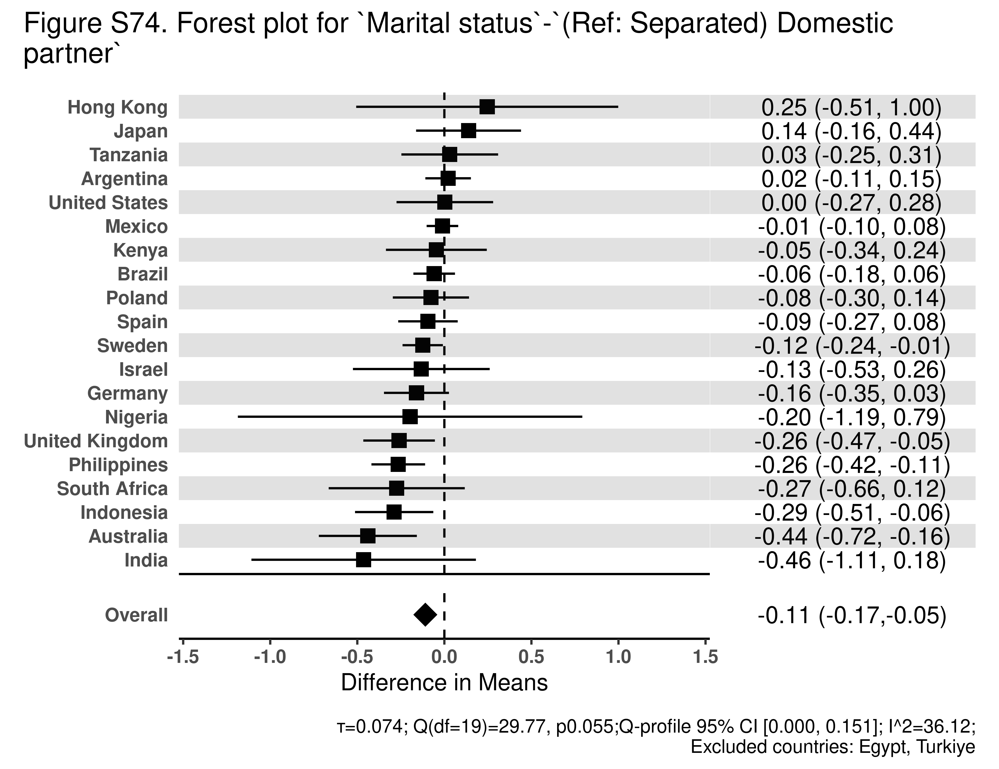 Figure S74. Forest plot for `Marital status`-`(Ref: Separated) Domestic
partner`
Hong Kong 0.25 (-0.51, 1.00)
Japan 0.14 (-0.16, 0.44)
Tanzania 0.03 (-0.25, 0.31)
Argentina 0.02 (-0.11, 0.15)
United States 0.00 (-0.27, 0.28)
Mexico -0.01 (-0.10, 0.08)
Kenya -0.05 (-0.34, 0.24)
Brazil -0.06 (-0.18, 0.06)
Poland -0.08 (-0.30, 0.14)
Spain -0.09 (-0.27, 0.08)
Sweden -0.12 (-0.24, -0.01)
Israel -0.13 (-0.53, 0.26)
Germany -0.16 (-0.35, 0.03)
Nigeria -0.20 (-1.19, 0.79)
United Kingdom -0.26 (-0.47, -0.05)
Philippines -0.26 (-0.42, -0.11)
South Africa -0.27 (-0.66, 0.12)
Indonesia -0.29 (-0.51, -0.06)
Australia -0.44 (-0.72, -0.16)
India -0.46 (-1.11, 0.18)
Overall -0.11 (-0.17,-0.05)
-1.5 -1.0 -0.5 0.0 0.5 1.0 1.5
Difference in Means
τ=0.074; Q(df=19)=29.77, p0.055;Q-profile 95% CI [0.000, 0.151]; I^2=36.12;
Excluded countries: Egypt, Turkiye